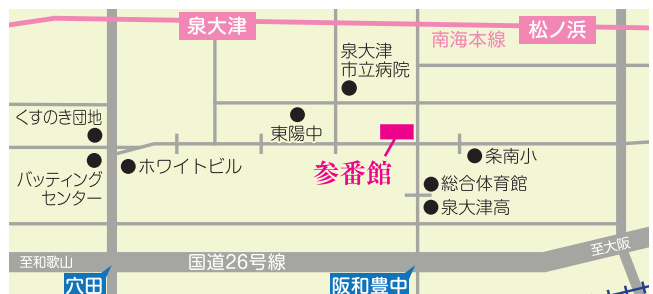 泉大津
松ノ浜
南海本線
泉大津
市立病院
くすのき団地
東陽中
バッティング
センター
ホワイトビル
参番館
条南小
総合体育館
泉大津高
至和歌山
国道26号線
至大阪
穴田
阪和豊中